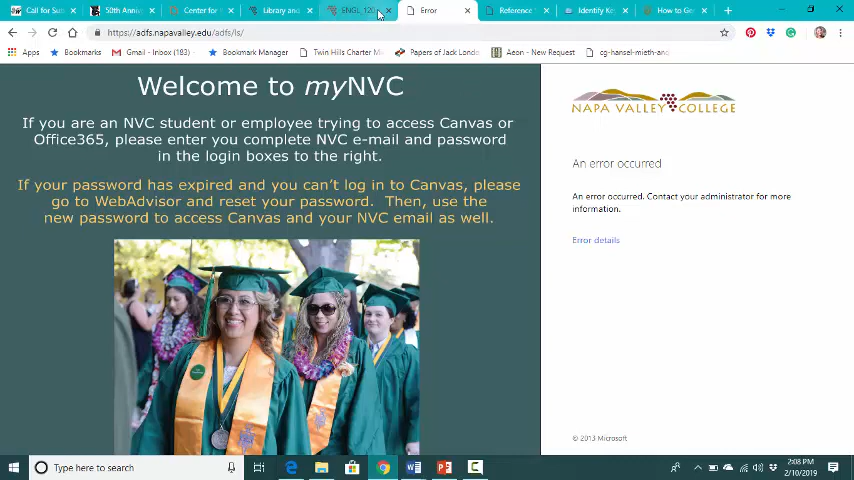 Call for Sub
50th Anniv
Center for
Library and
ENGL_120
Error
Reference
Identify Key
How to Ge
https://adfs.napavalley.edu/adfs/ls/
Apps
Bookmarks
Gmail - Inbox (183)
Bookmark Manager
Twin Hills Charter M
Papers of Jack Lond
Aeon - New Request
cg-hansel-mieth-and
Welcome to myNVC
If you are an NVC student or employee trying to access Canvas or
Office365, please enter you complete NVC e-mail and password
in the login boxes to the right.
If your password has expired and you can't log in to Canvas, please
go to WebAdvisor and reset your password. Then, use the
new password to access Canvas and your NVC email as well.
NAPA VALLEY COLLEGE
An error occurred
An error occurred. Contact your administrator for more
information.
Error details
© 2013 Microsoft
Type here to search
2:08 PM
2/10/2019